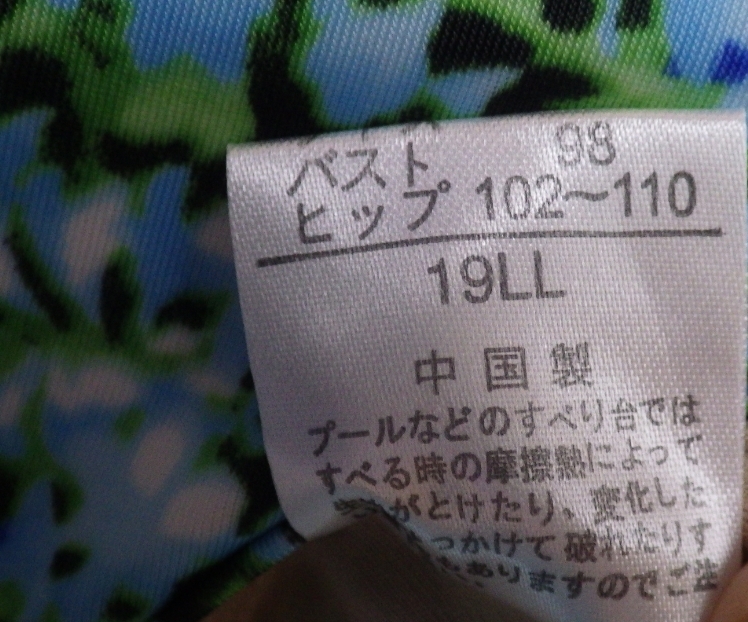 バスト 98
ヒップ 102～110
19LL
中国製
プールなどのすべり台では
すべる時の摩擦熱によって
がとけたり、変化した
っかけて破れたりす
もありますのでご注